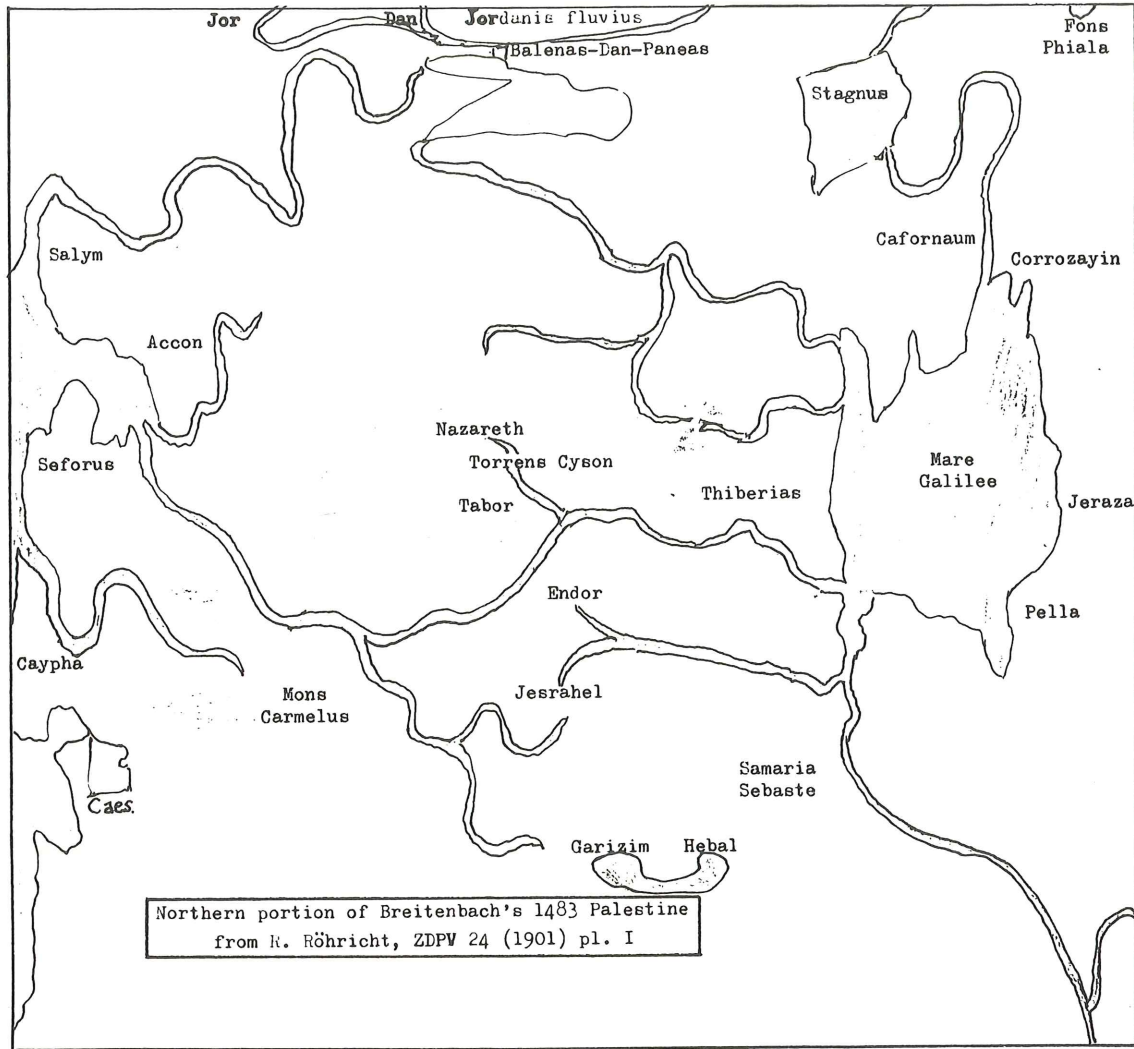 Jor Dan Jordanis fluvius
Balenas-Dan-Paneas
Fons
Phiala
Stagnus
Salym
Cafornaum
Corrozayin
Accon
Nazareth
Torrens Cyson
Seforus
Tabor
Thiberias
Mare
Galilee
Jeraza
Endor
Pella
Caypha
Mons
Carmelus
Jesrahel
Samaria
Sebaste
Caes.
Garizim Hebal
Northern portion of Breitenbach's 1483 Palestine
from R. Röhricht, ZDPV 24 (1901) pl. I